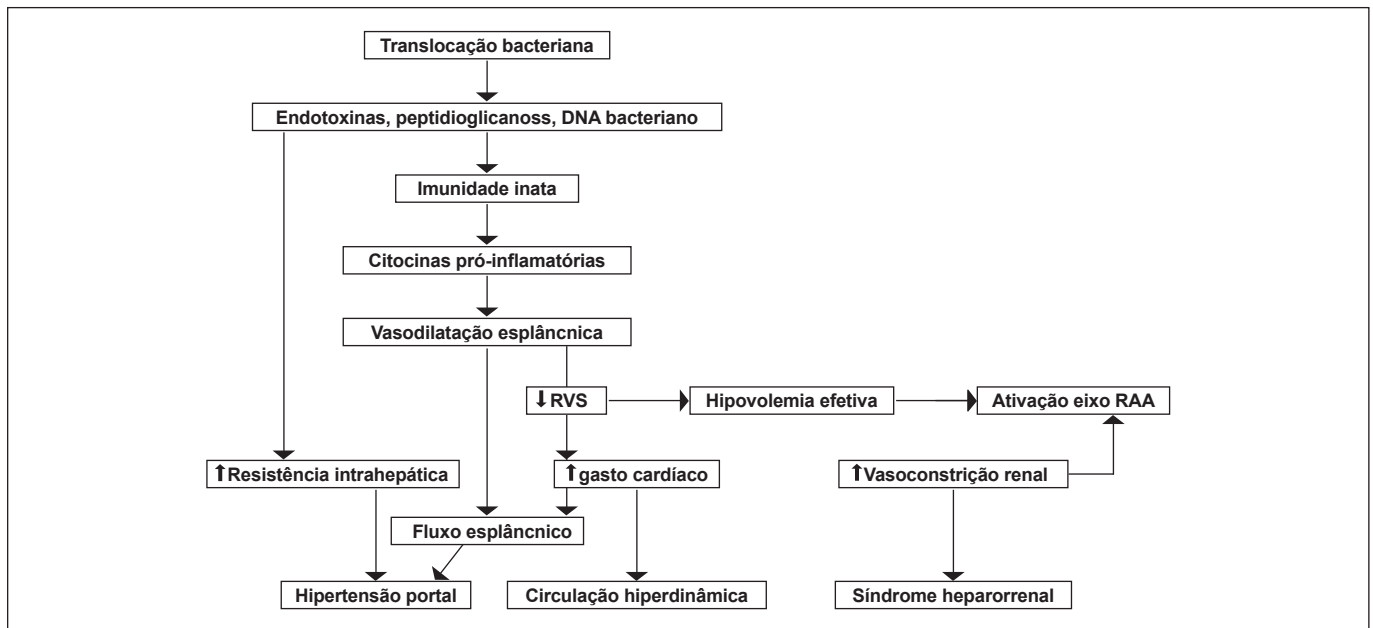 Translocação bacteriana
Endotoxinas, peptidioglicanoss, DNA bacteriano
Imunidade inata
Citocinas pró-inflamatórias
Vasodilatação esplâncnica
↓RVS
Hipovolemia efetiva
Ativação eixo RAA
↑Resistência intrahepática
↑gasto cardíaco
↑Vasoconstrição renal
Fluxo esplâncnico
Hipertensão portal
Circulação hiperdinâmica
Síndrome heparorrenal